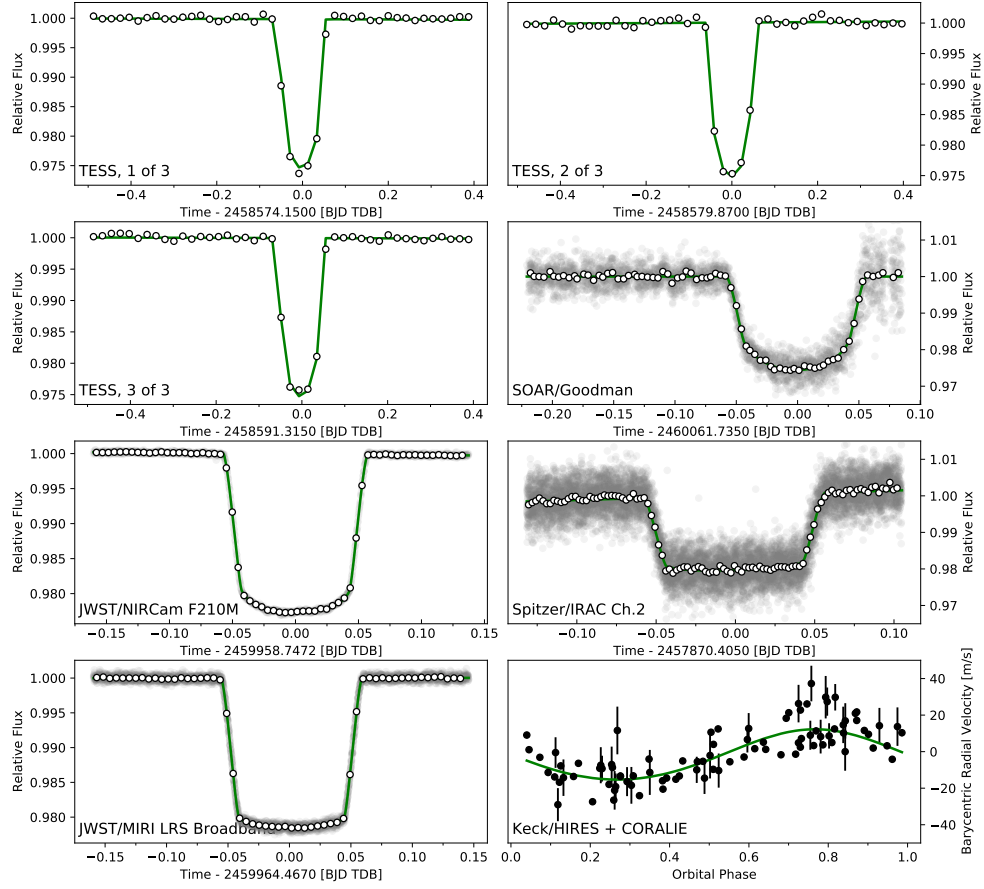 1.000
0.995
0.990
0.985
0.980
0.975
Relative Flux
TESS, 1 of 3
−0.4 −0.2 0.0 0.2 0.4
Time - 2458574.1500 [BJD TDB]
1.000
0.995
0.990
0.985
0.980
0.975
Relative Flux
TESS, 2 of 3
−0.4 −0.2 0.0 0.2 0.4
Time - 2458579.8700 [BJD TDB]
1.000
0.995
0.990
0.985
0.980
0.975
Relative Flux
TESS, 3 of 3
−0.4 −0.2 0.0 0.2 0.4
Time - 2458591.3150 [BJD TDB]
1.01
1.00
0.99
0.98
0.97
Relative Flux
SOAR/Goodman
−0.20 −0.15 −0.10 −0.05 0.00 0.05 0.10
Time - 2460061.7350 [BJD TDB]
1.000
0.995
0.990
0.985
0.980
Relative Flux
JWST/NIRCam F210M
−0.15 −0.10 −0.05 0.00 0.05 0.10 0.15
Time - 2459958.7472 [BJD TDB]
1.01
1.00
0.99
0.98
0.97
Relative Flux
Spitzer/IRAC Ch.2
−0.10 −0.05 0.00 0.05 0.10
Time - 2457870.4050 [BJD TDB]
1.000
0.995
0.990
0.985
0.980
Relative Flux
JWST/MIRI LRS Broadband
−0.15 −0.10 −0.05 0.00 0.05 0.10 0.15
Time - 2459964.4670 [BJD TDB]
40
20
0
−20
−40
Barycentric Radial Velocity [m/s]
Keck/HIRES + CORALIE
0.0 0.2 0.4 0.6 0.8 1.0
Orbital Phase